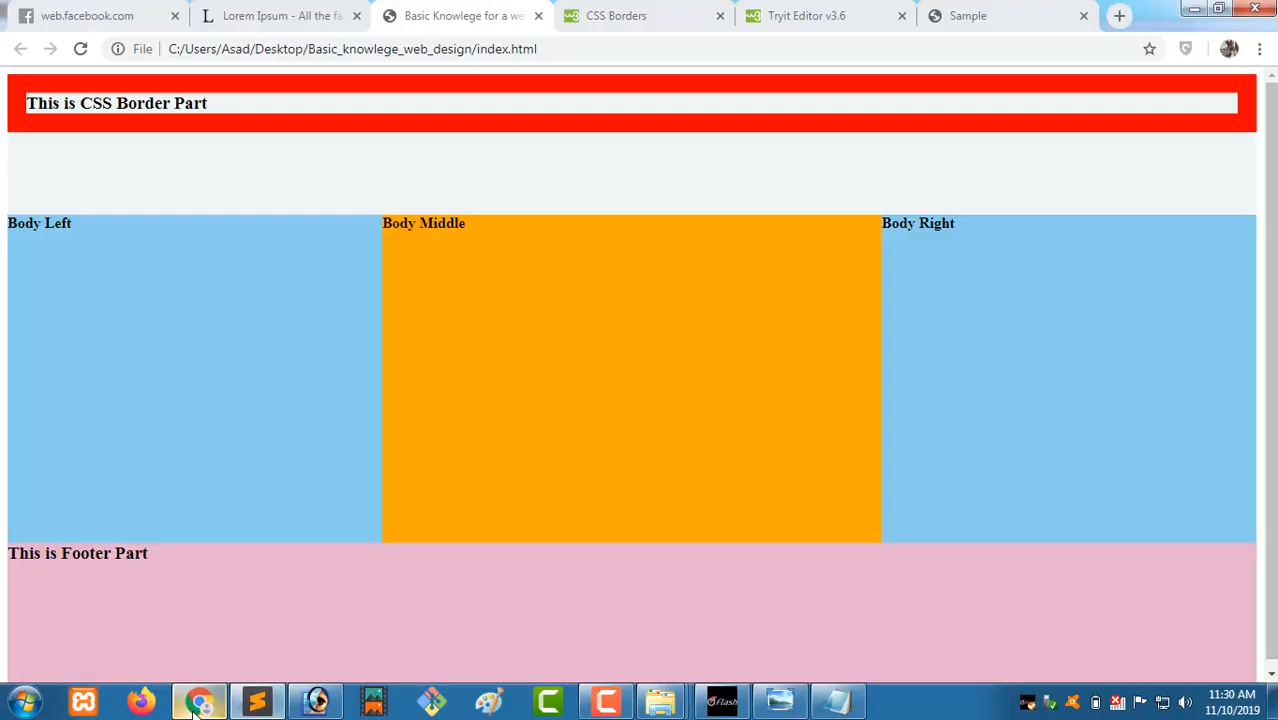 web.facebook.com
Lorem Ipsum - All the fa
Basic Knowlege for a we
CSS Borders
Tryit Editor v3.6
Sample
File
C:/Users/Asad/Desktop/Basic_knowlege_web_design/index.html
This is CSS Border Part
Body Left
Body Middle
Body Right
This is Footer Part
flash
11:30 AM
11/10/2019